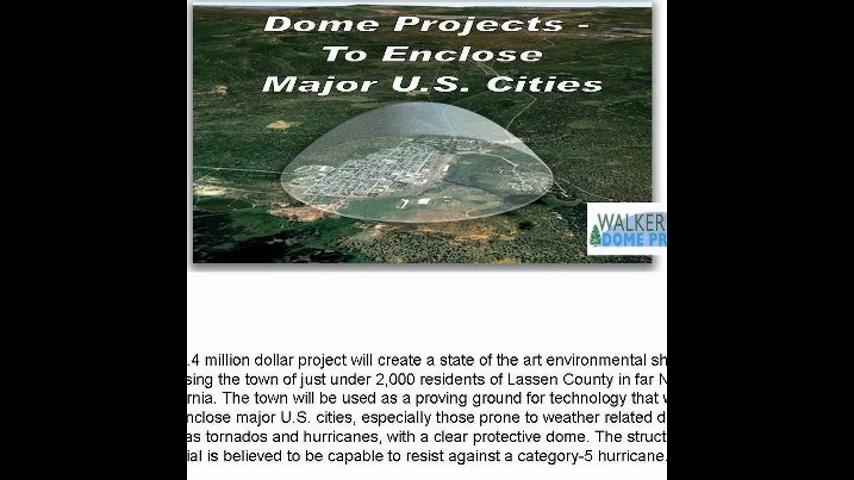 Dome Projects -
To Enclose
Major U.S. Cities
WALKER
DOME PR
.4 million dollar project will create a state of the art environmental sh
sing the town of just under 2,000 residents of Lassen County in far N
rnia. The town will be used as a proving ground for technology that w
nclose major U.S. cities, especially those prone to weather related d
as tornados and hurricanes, with a clear protective dome. The struct
ial is believed to be capable to resist against a category-5 hurricane.